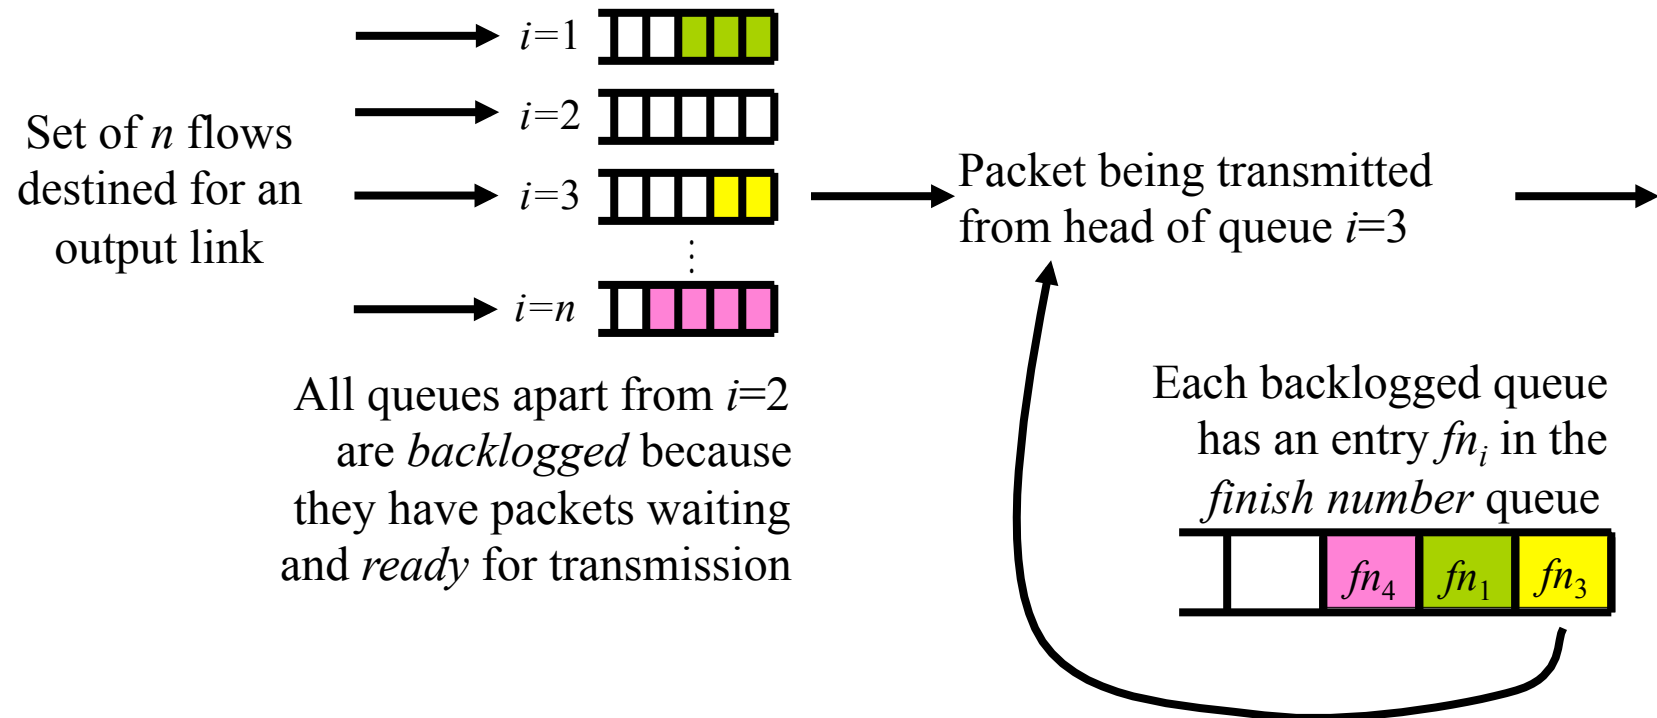 Set of n flows
destined for an
output link
i=1
i=2
i=3
⋮
i=n
All queues apart from i=2
are backlogged because
they have packets waiting
and ready for transmission
Packet being transmitted
from head of queue i=3
Each backlogged queue
has an entry fnᵢ in the
finish number queue
fn₄ fn₁ fn₃